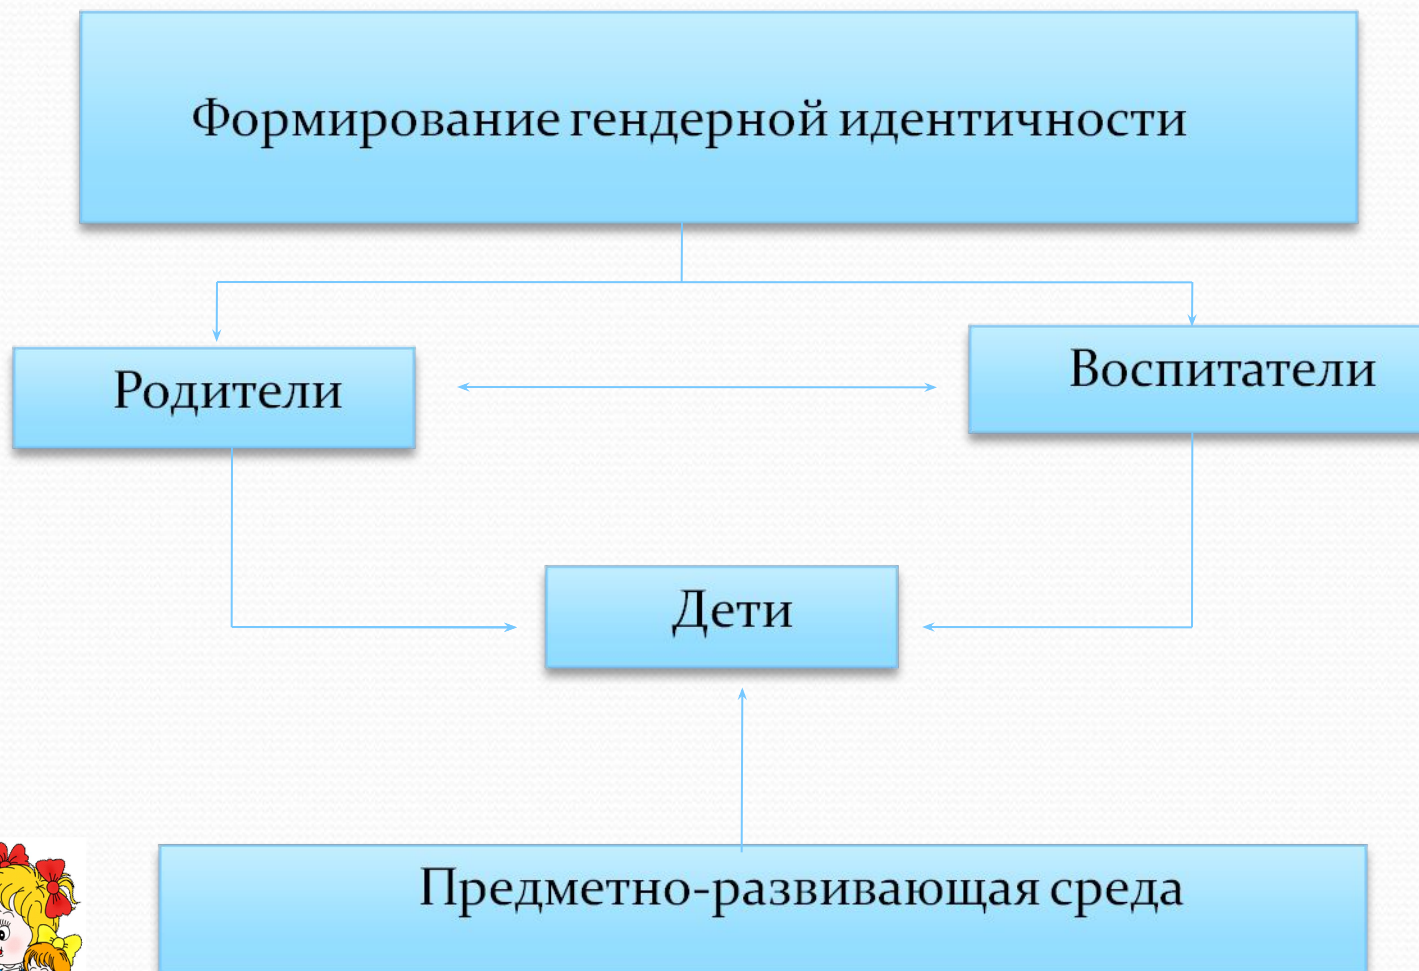 Формирование гендерной идентичности
Родители
Воспитатели
Дети
Предметно-развивающая среда